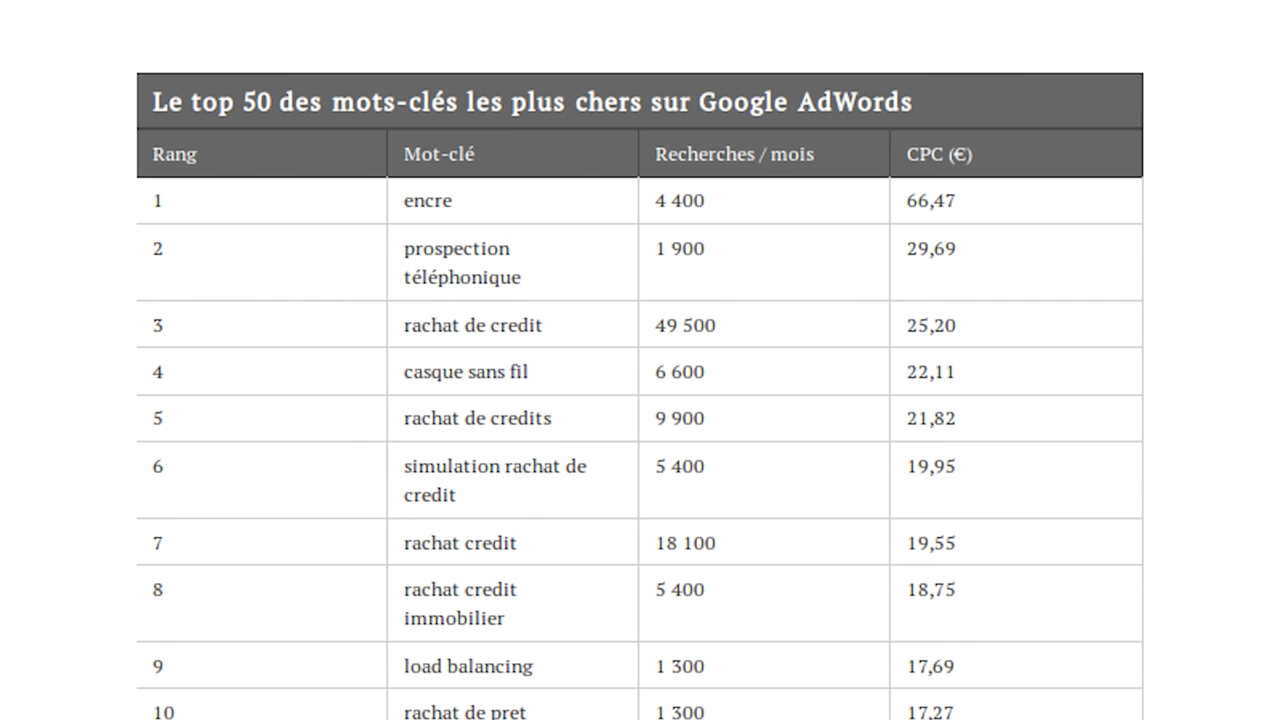 Le top 50 des mots-clés les plus chers sur Google AdWords
Rang Mot-clé Recherches / mois CPC (€)
1 encre 4 400 66,47
2 prospection 1 900 29,69
téléphonique
3 rachat de credit 49 500 25,20
4 casque sans fil 6 600 22,11
5 rachat de credits 9 900 21,82
6 simulation rachat de 5 400 19,95
credit
7 rachat credit 18 100 19,55
8 rachat credit 5 400 18,75
immobilier
9 load balancing 1 300 17,69
10 rachat de pret 1 300 17,27